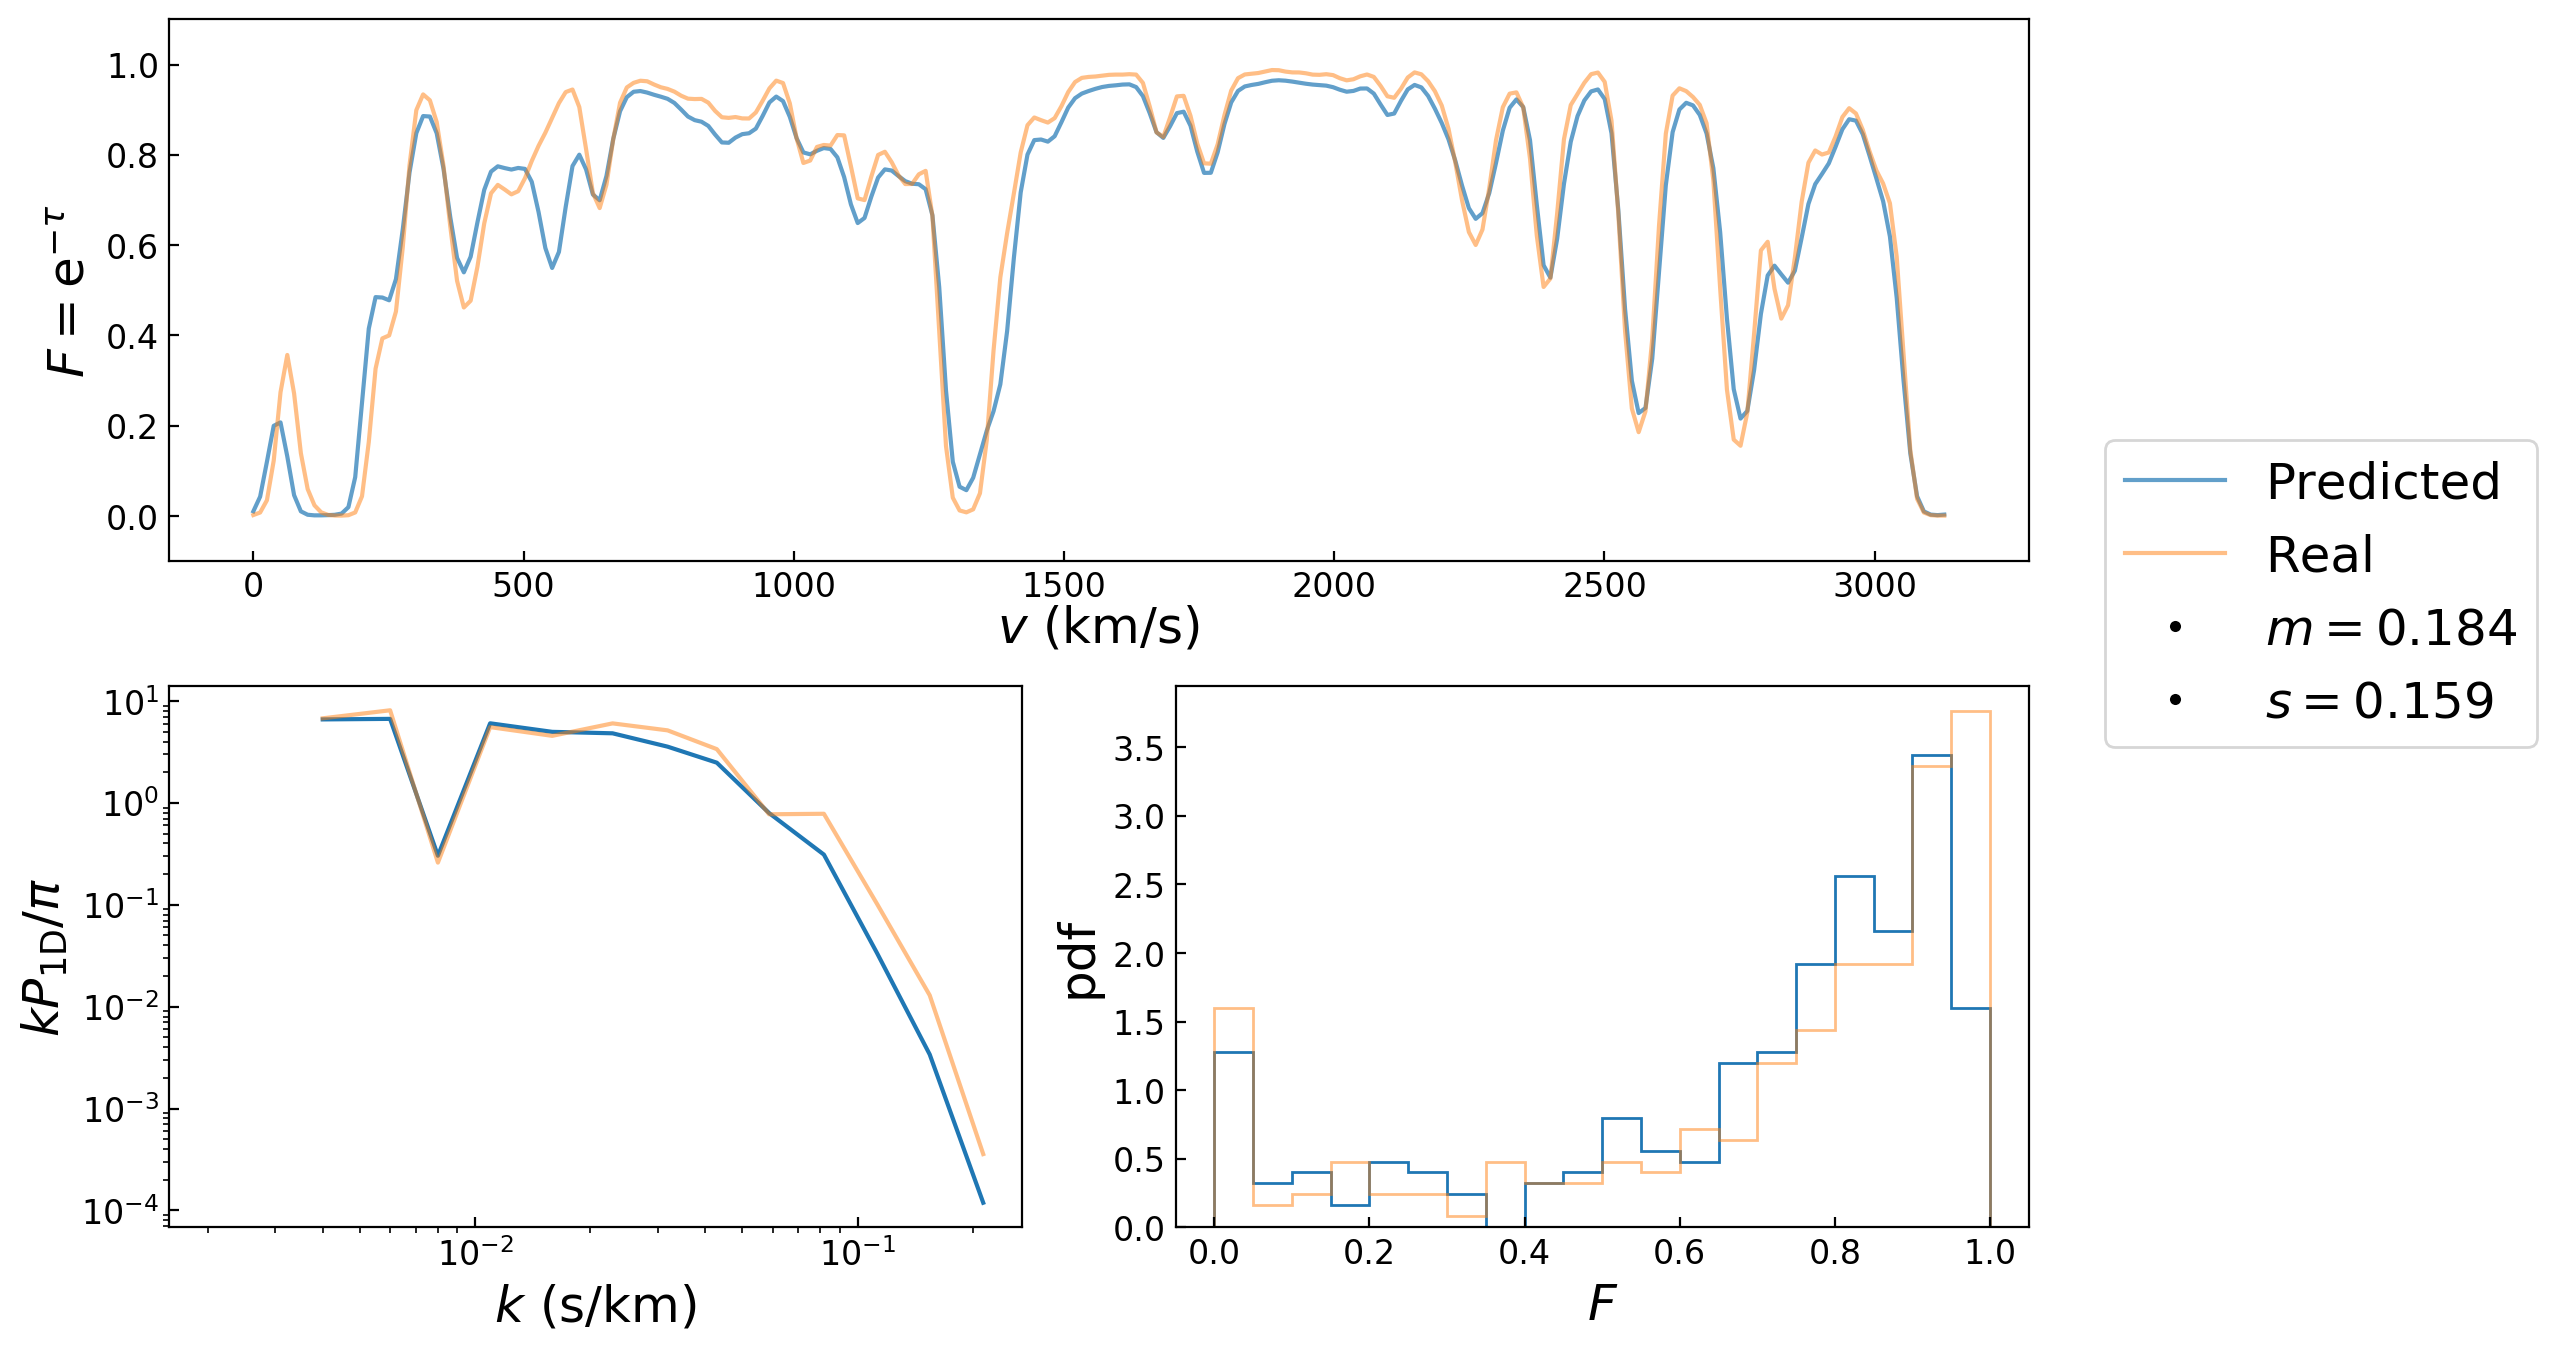 1.0
0.8
0.6
0.4
0.2
0.0
F = e^{−τ}
0 500 1000 1500 2000 2500 3000
v (km/s)
Predicted
Real
m = 0.184
s = 0.159
10^1
10^0
10^{−1}
10^{−2}
10^{−3}
10^{−4}
kP_{1D}/π
10^{−2} 10^{−1}
k (s/km)
3.5
3.0
2.5
2.0
1.5
1.0
0.5
0.0
pdf
0.0 0.2 0.4 0.6 0.8 1.0
F